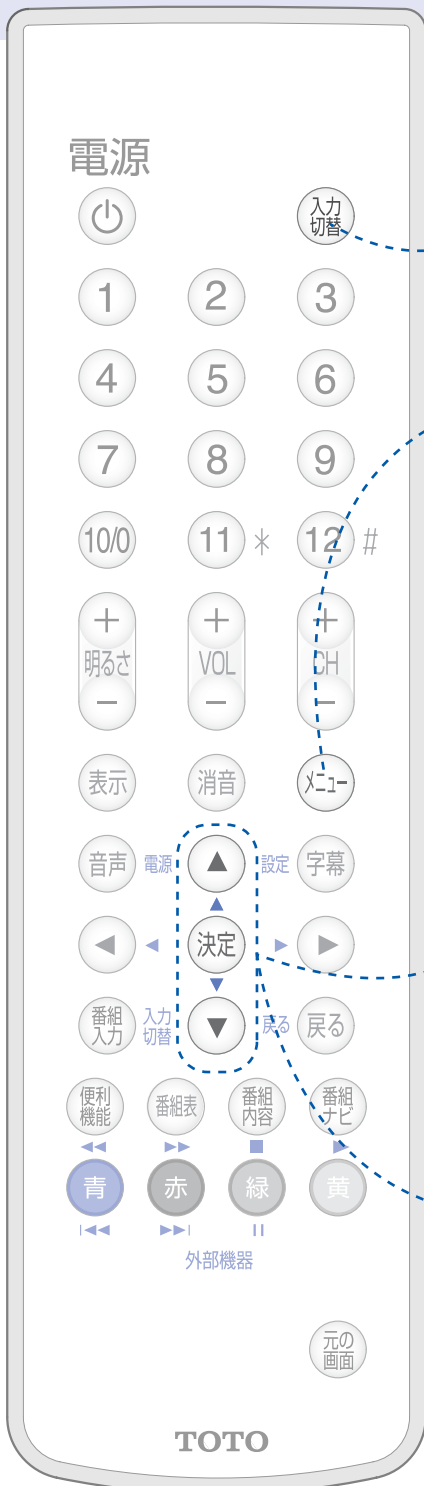 電源
入力
切替
1 2 3
4 5 6
7 8 9
10/0 11 * 12 #
+ + +
明るさ VOL CH
− − −
表示 消音 メニュー
音声 電源 ▲ 設定 字幕
▲
◀ ◀ 決定 ▶ ▶
▼
番組
入力
入力
切替
▼ 戻る 戻る
便利
機能
番組表
番組
内容
番組
ナビ
◀◀ ▶▶ ■ ▶
青 赤 緑 黄
|◀◀ ▶▶| II
外部機器
元の
画面
TOTO